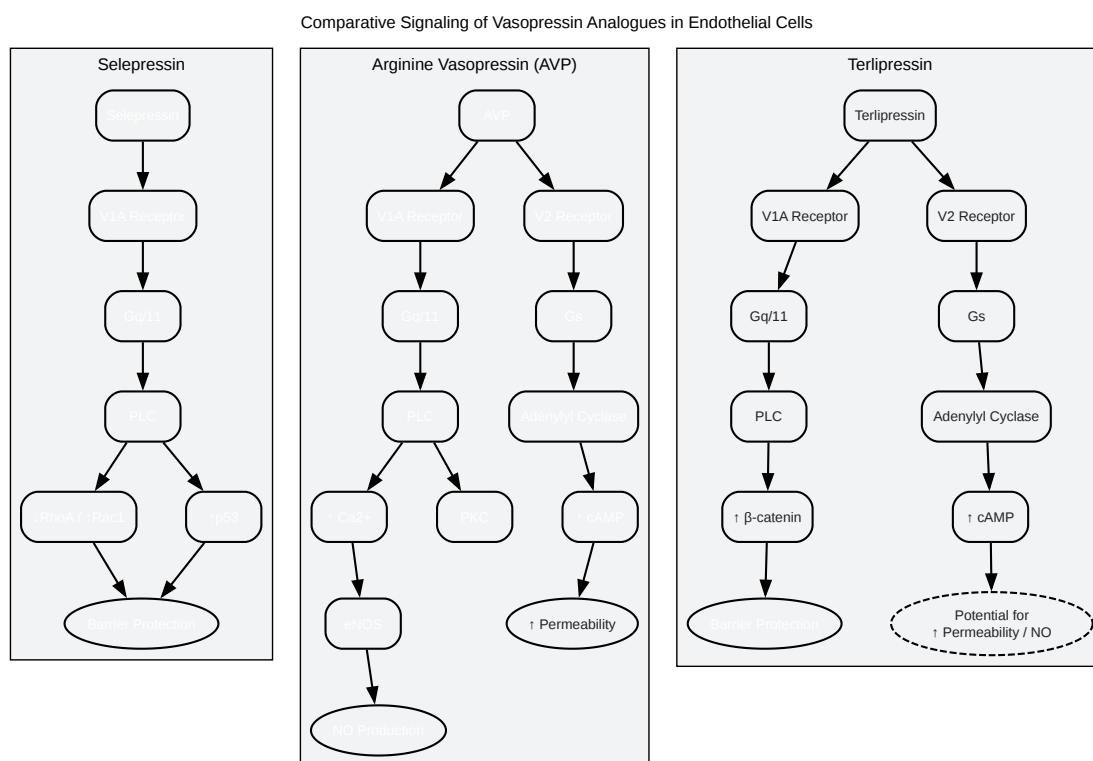 Comparative Signaling of Vasopressin Analogues in Endothelial Cells
Selepressin
Selepressin
V1A Receptor
Gq/11
PLC
↓RhoA / ↑Rac1
↑p53
Barrier Protection
Arginine Vasopressin (AVP)
AVP
V1A Receptor
V2 Receptor
Gq/11
Gs
PLC
Adenylyl Cyclase
↑ Ca2+
PKC
↑ cAMP
eNOS
↑ Permeability
NO Production
Terlipressin
Terlipressin
V1A Receptor
V2 Receptor
Gq/11
Gs
PLC
Adenylyl Cyclase
↑ β-catenin
↑ cAMP
Barrier Protection
Potential for
↑ Permeability / NO